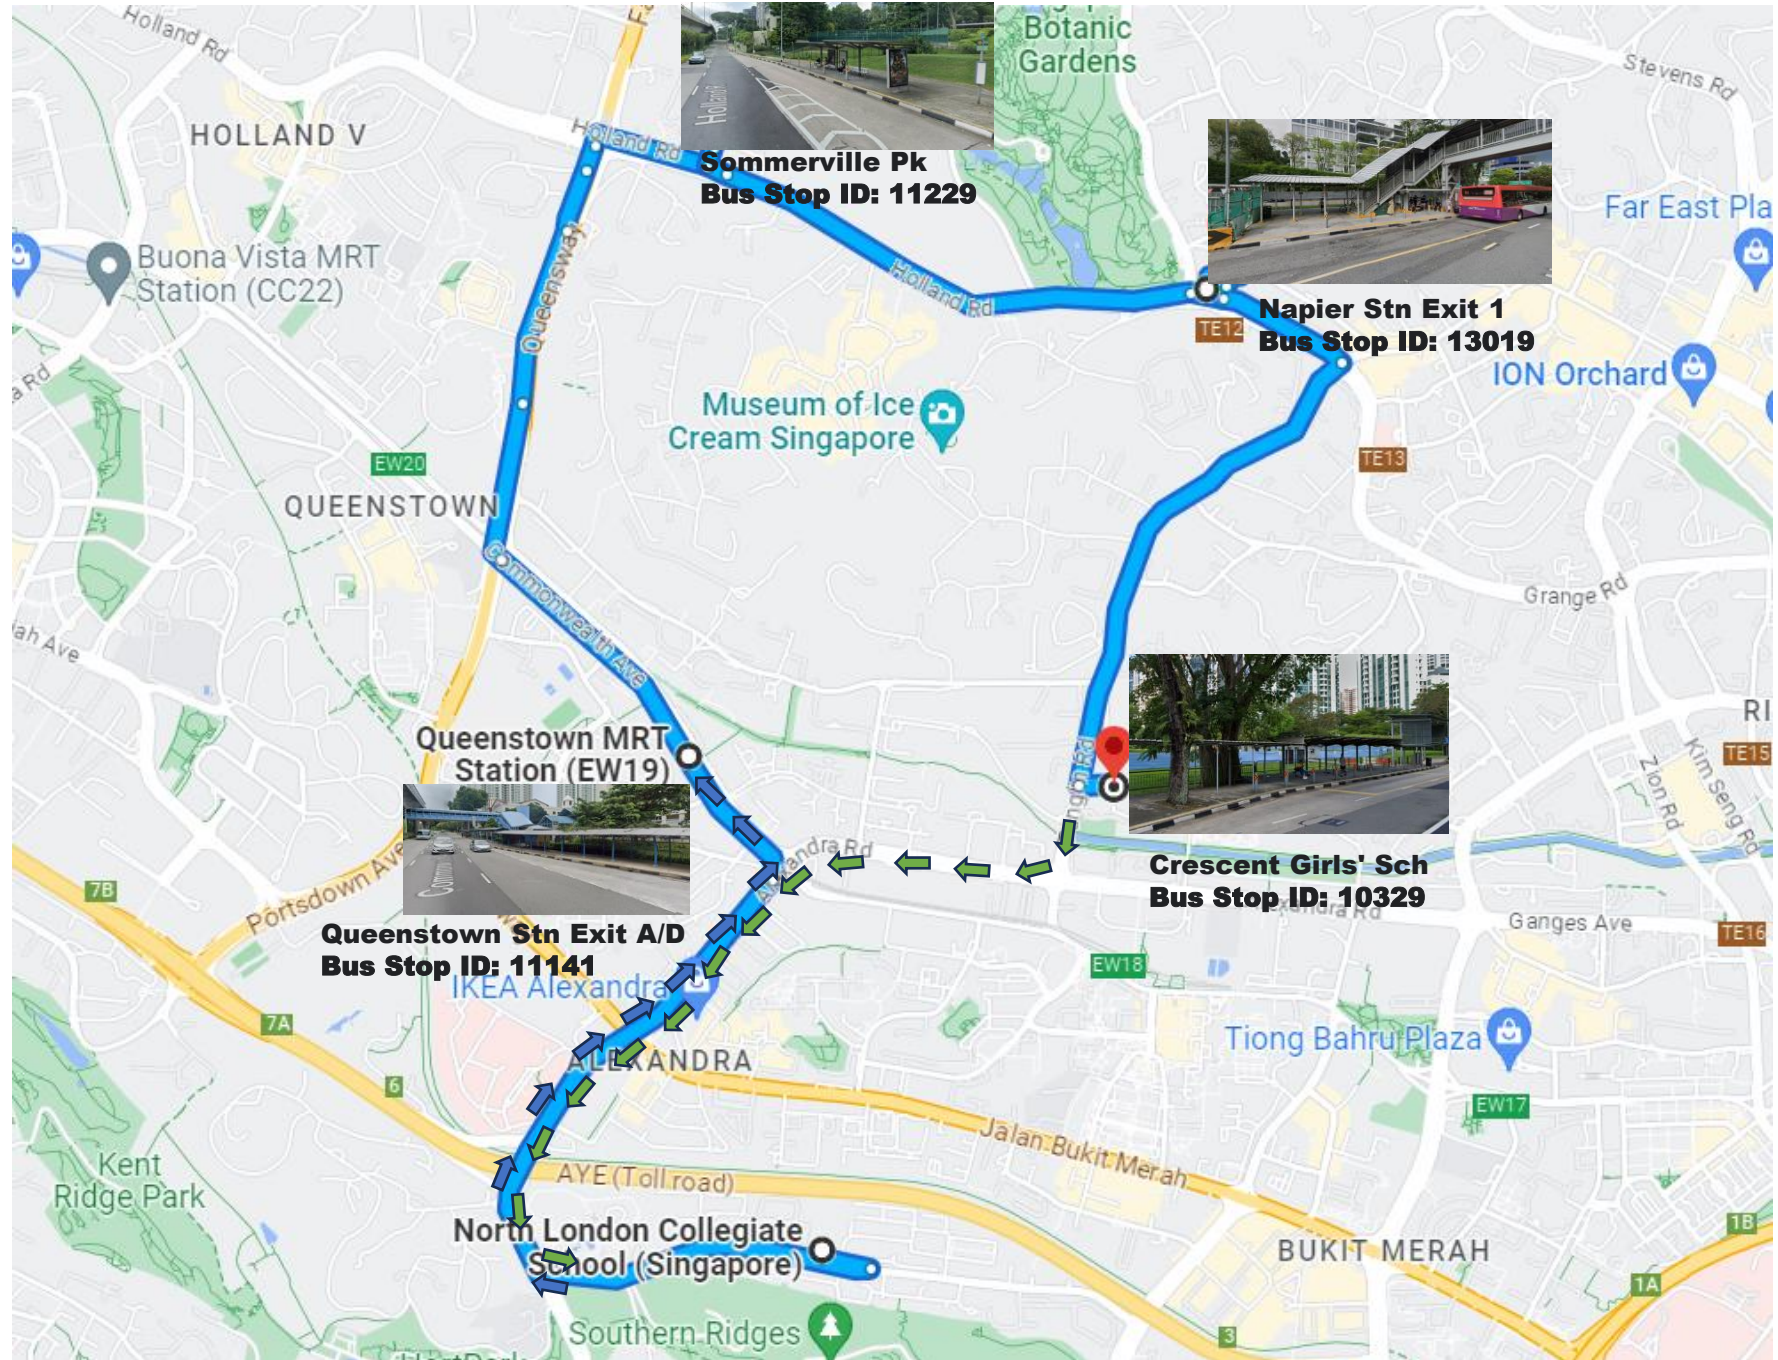 Holland Rd
Botanic
Gardens
Stevens Rd
HOLLAND V
Holland Rd
Sommerville Pk
Bus Stop ID: 11229
Far East Pla
Buona Vista MRT
Station (CC22)
Queensway
Holland Rd
Napier Stn Exit 1
Bus Stop ID: 13019
TE12
ION Orchard
Museum of Ice
Cream Singapore
TE13
EW20
QUEENSTOWN
Commonwealth Ave
Grange Rd
RI
TE15
Kim Seng Rd
Zion Rd
Queenstown MRT
Station (EW19)
Crescent Girls' Sch
Bus Stop ID: 10329
Portsdown Ave
7B
Ganges Ave
TE16
Queenstown Stn Exit A/D
Bus Stop ID: 11141
EW18
IKEA Alexandra
7A
Tiong Bahru Plaza
ALEXANDRA
6
EW17
Jalan Bukit Merah
Kent
Ridge Park
AYE (Toll road)
North London Collegiate
School (Singapore)
1B
BUKIT MERAH
1A
Southern Ridges
3